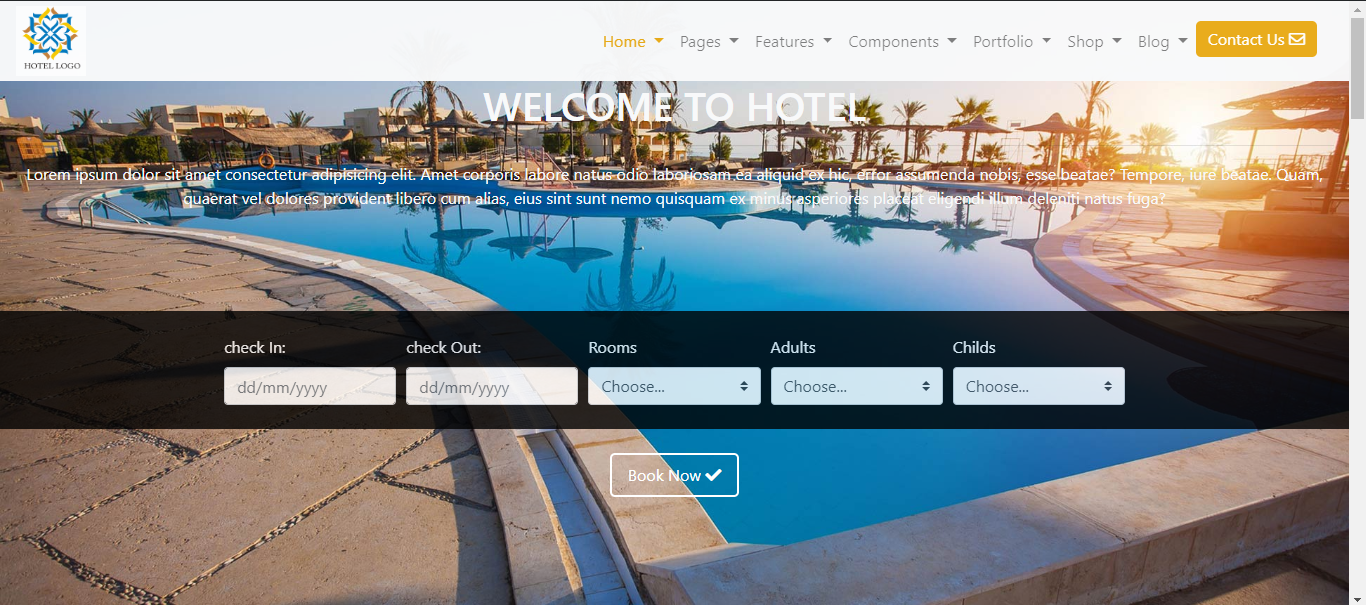 HOTEL LOGO
Home Pages Features Components Portfolio Shop Blog Contact Us
WELCOME TO HOTEL
Lorem ipsum dolor sit amet consectetur adipisicing elit. Amet corporis labore natus odio laboriosam ea aliquid ex hic, error assumenda nobis, esse beatae? Tempore, iure beatae. Quam,
quaerat vel dolores provident libero cum alias, eius sint sunt nemo quisquam ex minus asperiores placeat eligendi illum deleniti natus fuga?
check In: check Out: Rooms Adults Childs
dd/mm/yyyy dd/mm/yyyy Choose... Choose... Choose...
Book Now